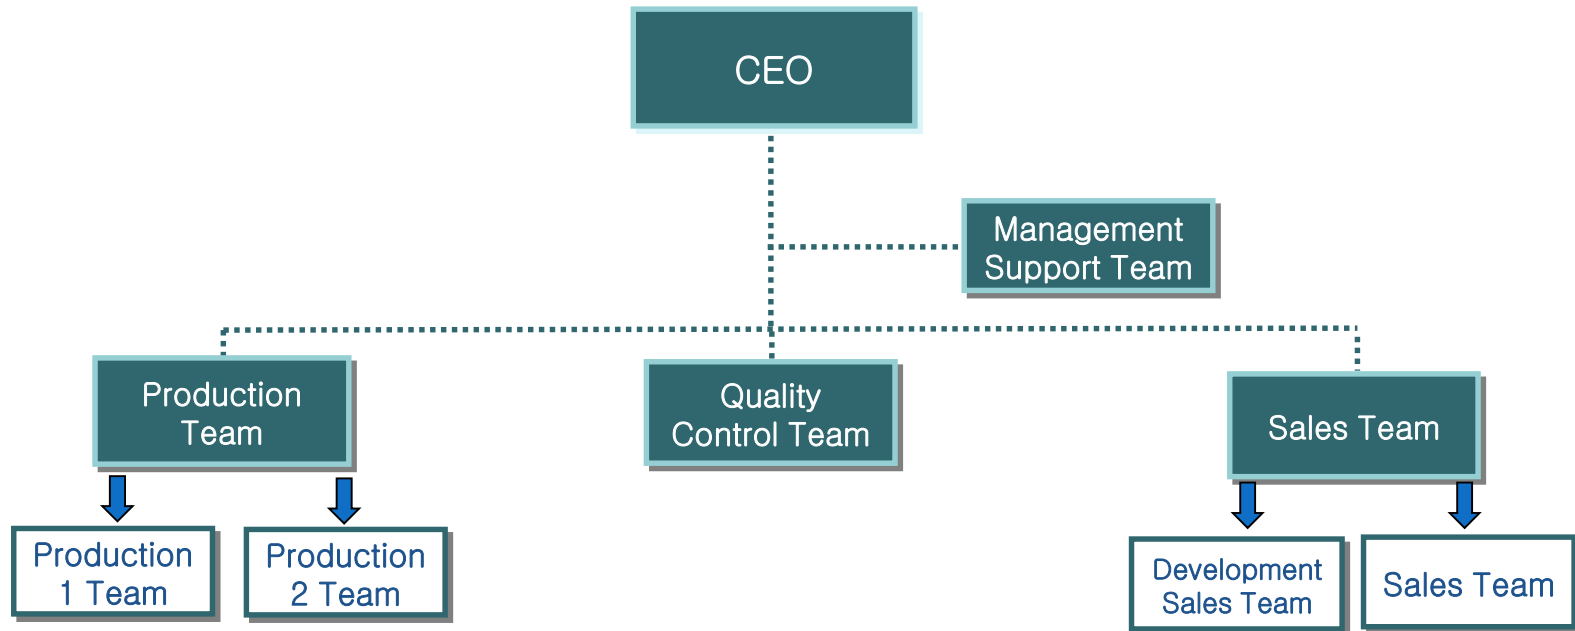 CEO
Management
Support Team
Production
Team
Quality
Control Team
Sales Team
Production
1 Team
Production
2 Team
Development
Sales Team
Sales Team